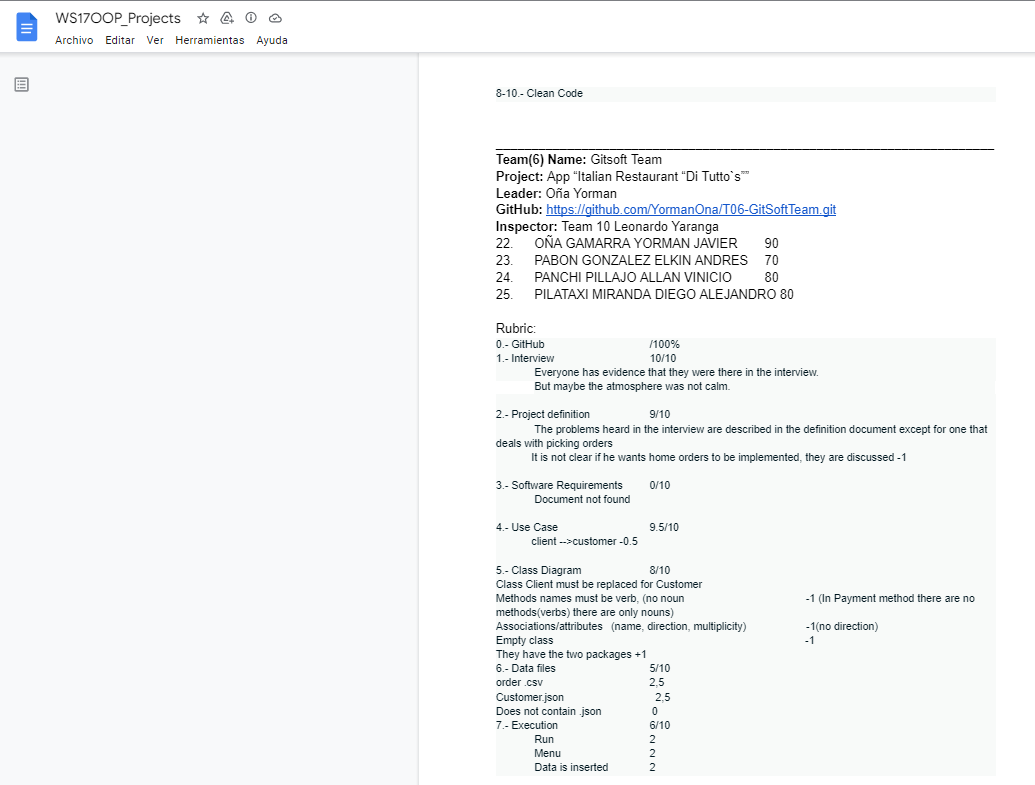 WS17OOP_Projects
Archivo Editar Ver Herramientas Ayuda
8-10.- Clean Code
Team(6) Name: Gitsoft Team
Project: App “Italian Restaurant “Di Tutto`s””
Leader: Oña Yorman
GitHub: https://github.com/YormanOna/T06-GitSoftTeam.git
Inspector: Team 10 Leonardo Yaranga
22. OÑA GAMARRA YORMAN JAVIER 90
23. PABON GONZALEZ ELKIN ANDRES 70
24. PANCHI PILLAJO ALLAN VINICIO 80
25. PILATAXI MIRANDA DIEGO ALEJANDRO 80
Rubric:
0.- GitHub /100%
1.- Interview 10/10
Everyone has evidence that they were there in the interview.
But maybe the atmosphere was not calm.
2.- Project definition 9/10
The problems heard in the interview are described in the definition document except for one that
deals with picking orders
It is not clear if he wants home orders to be implemented, they are discussed -1
3.- Software Requirements 0/10
Document not found
4.- Use Case 9.5/10
client -->customer -0.5
5.- Class Diagram 8/10
Class Client must be replaced for Customer
Methods names must be verb, (no noun -1 (In Payment method there are no
methods(verbs) there are only nouns)
Associations/attributes (name, direction, multiplicity) -1(no direction)
Empty class -1
They have the two packages +1
6.- Data files 5/10
order .csv 2,5
Customer.json 2,5
Does not contain .json 0
7.- Execution 6/10
Run 2
Menu 2
Data is inserted 2